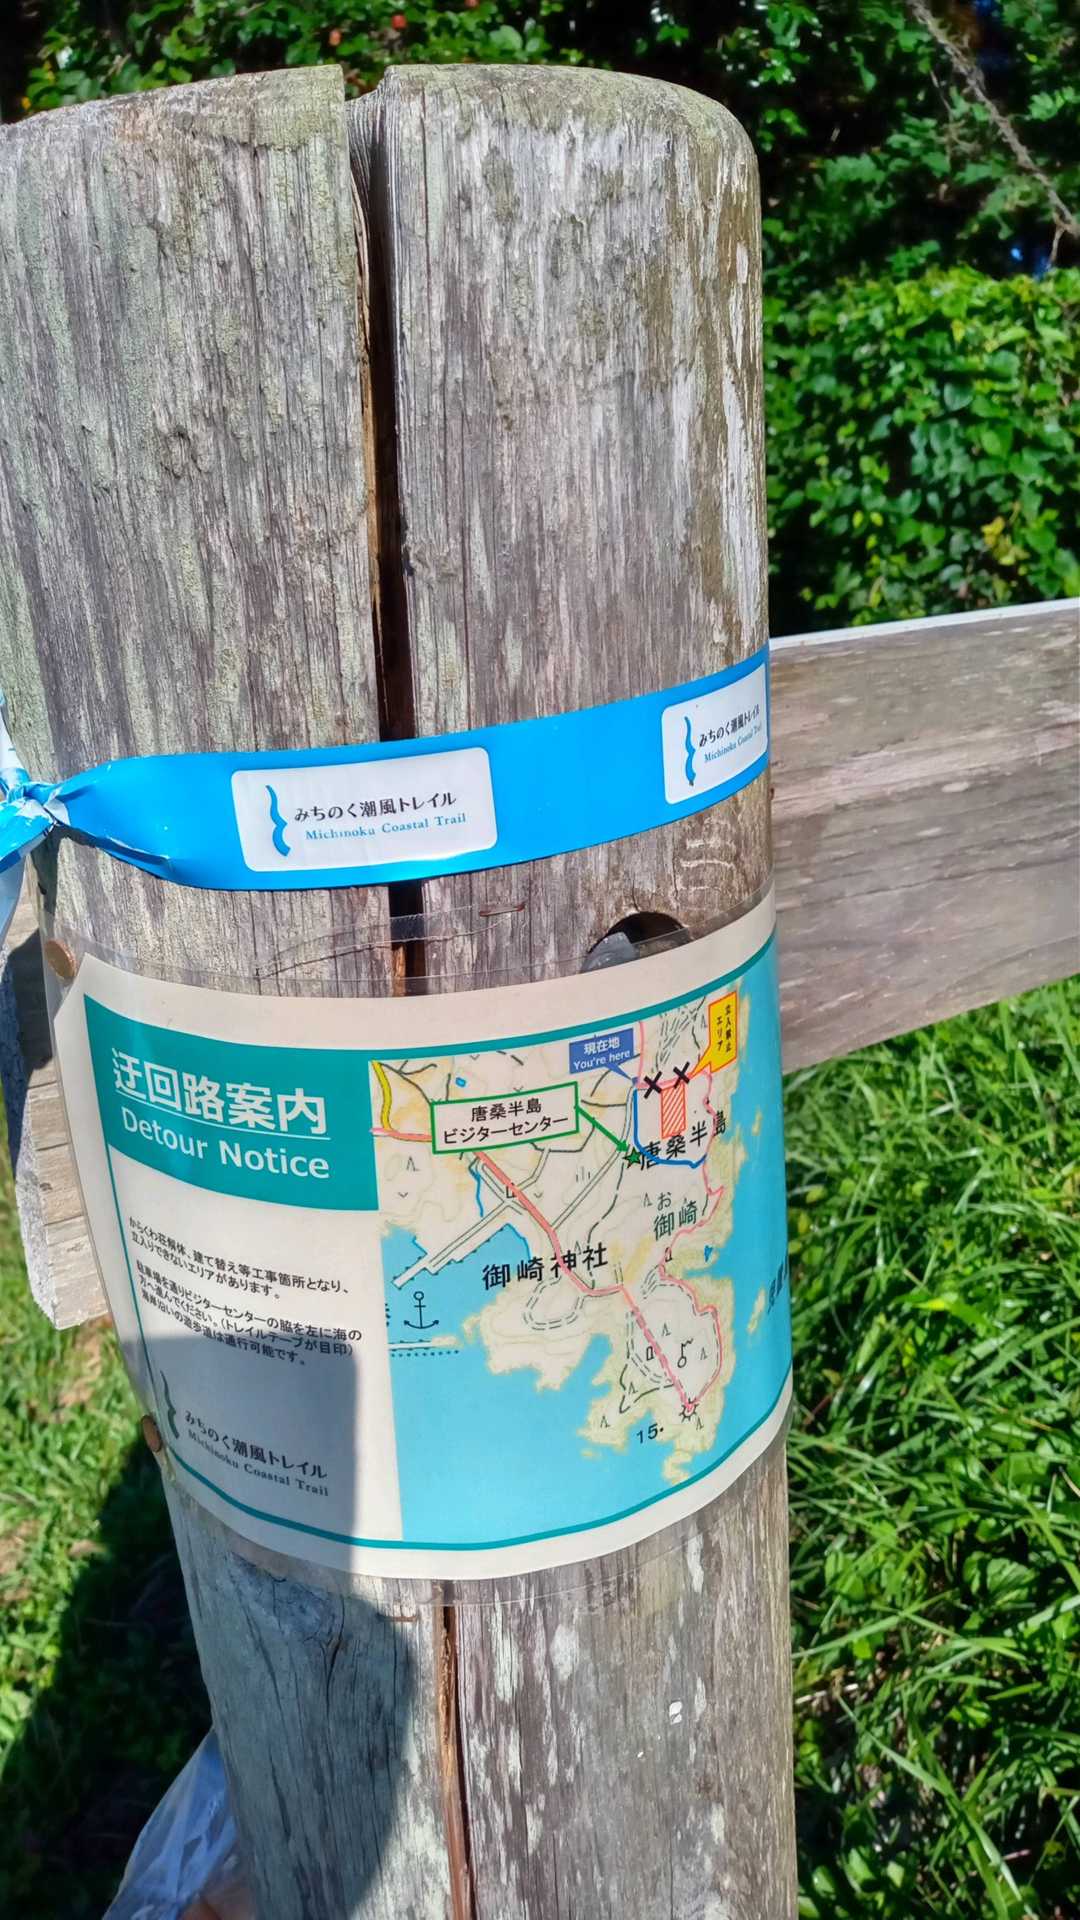 みちのく潮風トレイル
Michinoku Coastal Trail
みちのく潮風トレイル
Michinoku Coastal Trail
迂回路案内
Detour Notice
からくわ荘解体、建て替え等工事箇所となり、
立入りできないエリアがあります。
駐車場を通りビジターセンターの脇を左に海の
方へ進んでください。（トレイルテープが目印）
海岸沿いの遊歩道は通行可能です。
みちのく潮風トレイル
Michinoku Coastal Trail
立入禁止
エリア
現在地
You're here
唐桑半島
ビジターセンター
唐桑半島
お
御崎
御崎神社
15